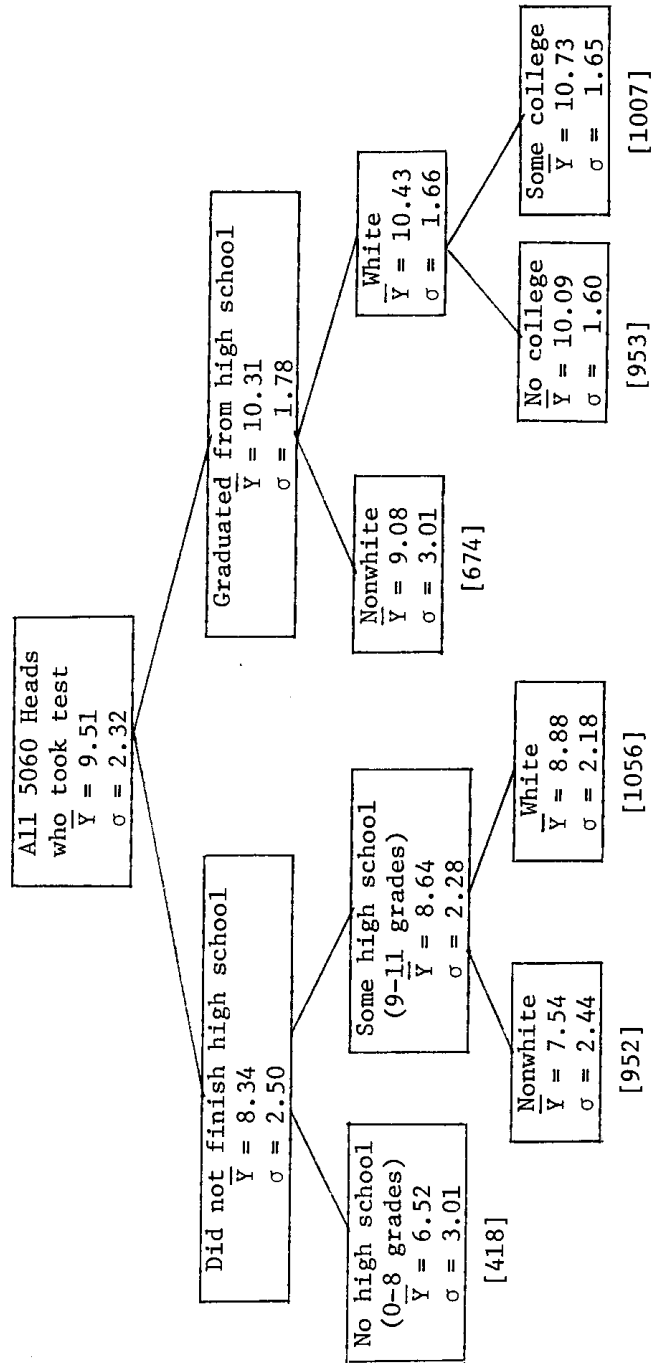 All 5060 Heads
who took test
Y̅ = 9.51
σ = 2.32
Did not finish high school
Y̅ = 8.34
σ = 2.50
Graduated from high school
Y̅ = 10.31
σ = 1.78
No high school
(0-8 grades)
Y̅ = 6.52
σ = 3.01
[418]
Some high school
(9-11 grades)
Y̅ = 8.64
σ = 2.28
Nonwhite
Y̅ = 9.08
σ = 3.01
[674]
White
Y̅ = 10.43
σ = 1.66
Nonwhite
Y̅ = 7.54
σ = 2.44
[952]
White
Y̅ = 8.88
σ = 2.18
[1056]
No college
Y̅ = 10.09
σ = 1.60
[953]
Some college
Y̅ = 10.73
σ = 1.65
[1007]